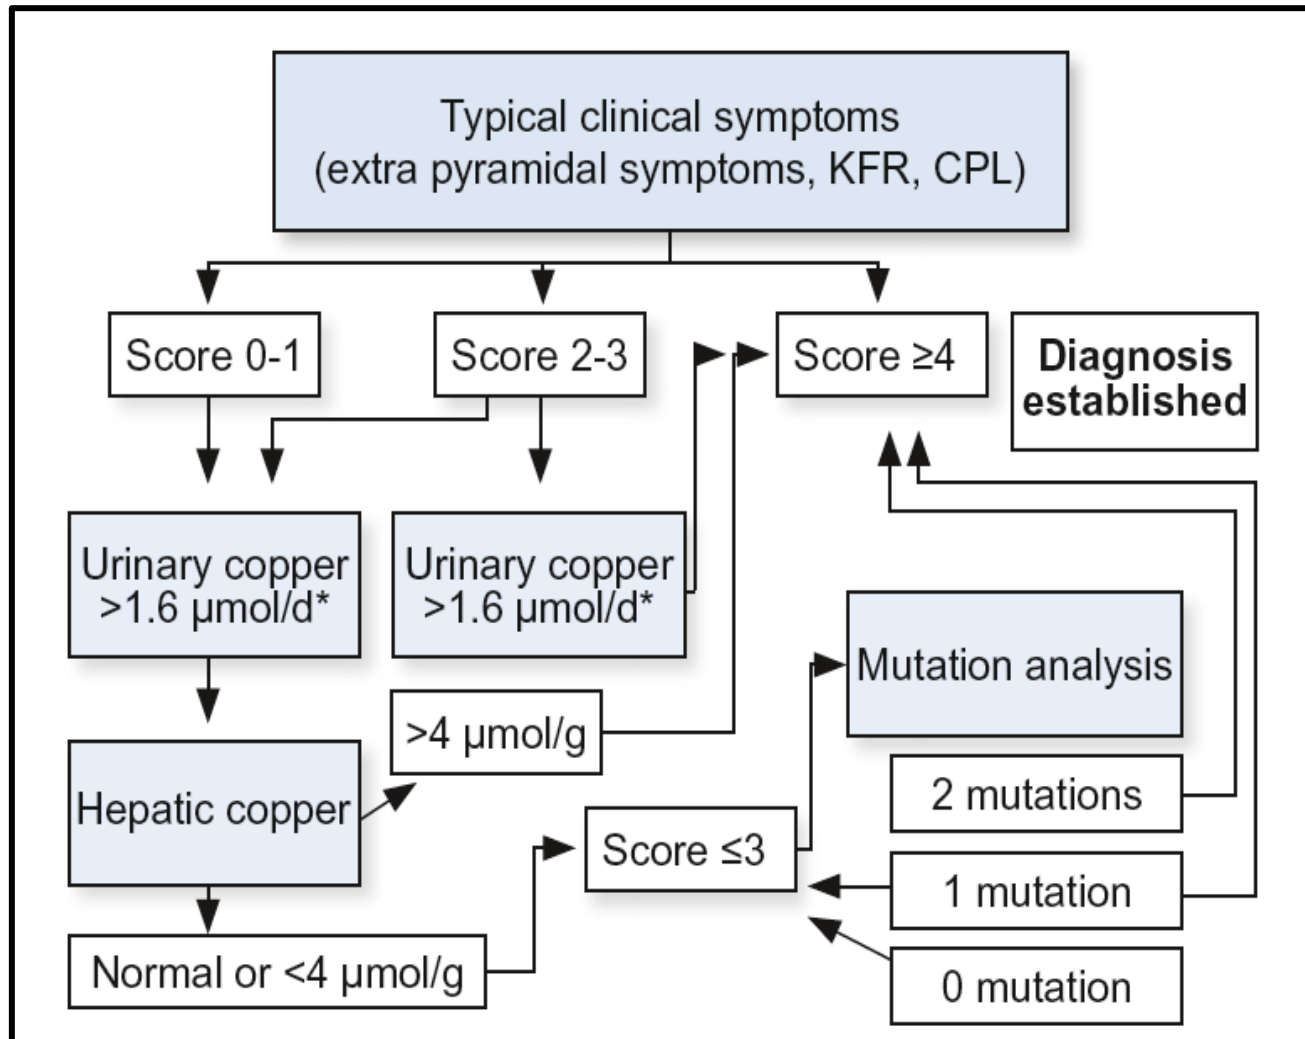 Typical clinical symptoms
(extra pyramidal symptoms, KFR, CPL)
Score 0-1
Score 2-3
Score ≥4
Diagnosis
established
Urinary copper
>1.6 μmol/d*
Urinary copper
>1.6 μmol/d*
Mutation analysis
>4 μmol/g
Hepatic copper
2 mutations
Score ≤3
1 mutation
Normal or <4 μmol/g
0 mutation